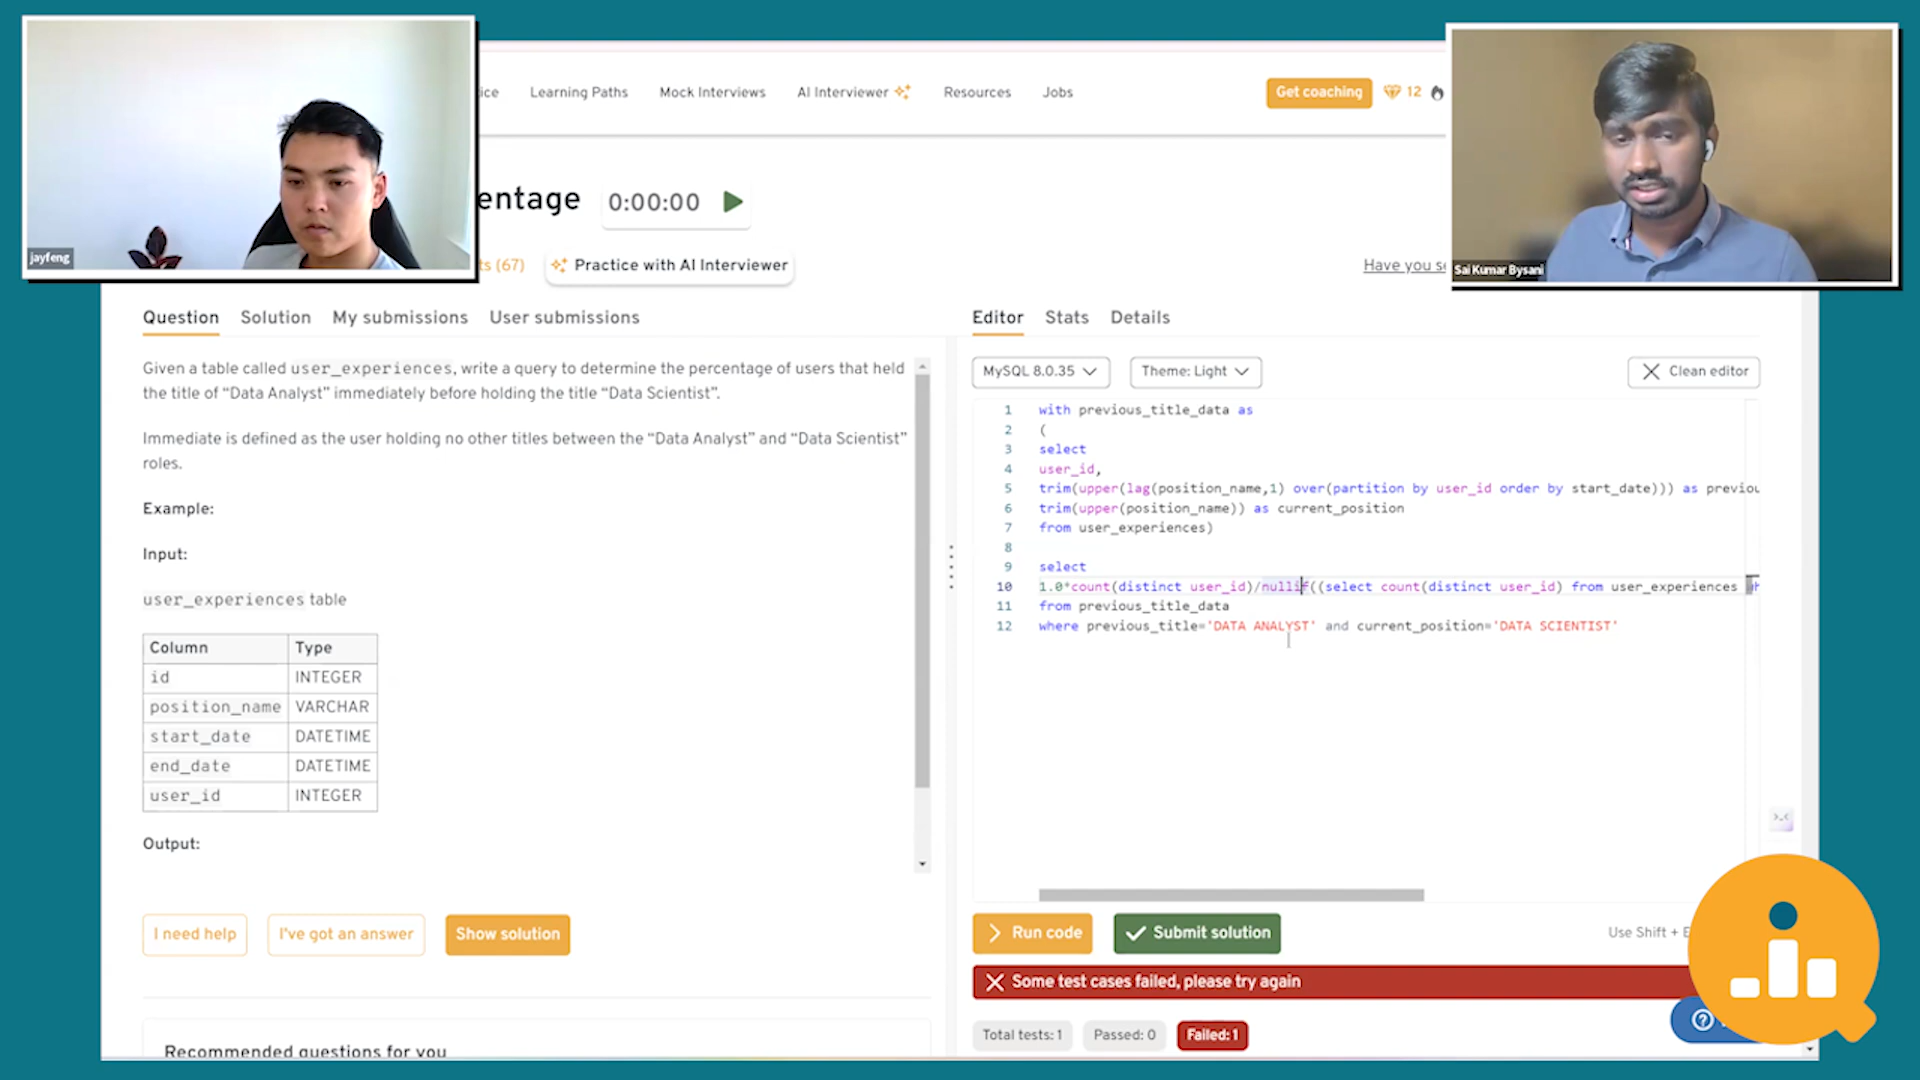 Learning Paths
Mock Interviews
AI Interviewer
Resources
Jobs
Get coaching
12
jayfeng
Sai Kumar Bysani
entage
0:00:00
(67)
Practice with AI Interviewer
Have you
Question
Solution
My submissions
User submissions
Editor
Stats
Details
Given a table called user_experiences, write a query to determine the percentage of users that held
the title of “Data Analyst” immediately before holding the title “Data Scientist”.
Immediate is defined as the user holding no other titles between the “Data Analyst” and “Data Scientist”
roles.
Example:
Input:
user_experiences table
Column Type
id INTEGER
position_name VARCHAR
start_date DATETIME
end_date DATETIME
user_id INTEGER
Output:
I need help
I've got an answer
Show solution
Recommended questions for you
MySQL 8.0.35
Theme: Light
Clean editor
1 with previous_title_data as
2 (
3 select
4 user_id,
5 trim(upper(lag(position_name,1) over(partition by user_id order by start_date))) as previou
6 trim(upper(position_name)) as current_position
7 from user_experiences)
8
9 select
10 1.0*count(distinct user_id)/nullif((select count(distinct user_id) from user_experiences
11 from previous_title_data
12 where previous_title='DATA ANALYST' and current_position='DATA SCIENTIST'
Run code
Submit solution
Use Shift +
Some test cases failed, please try again
Total tests: 1
Passed: 0
Failed: 1